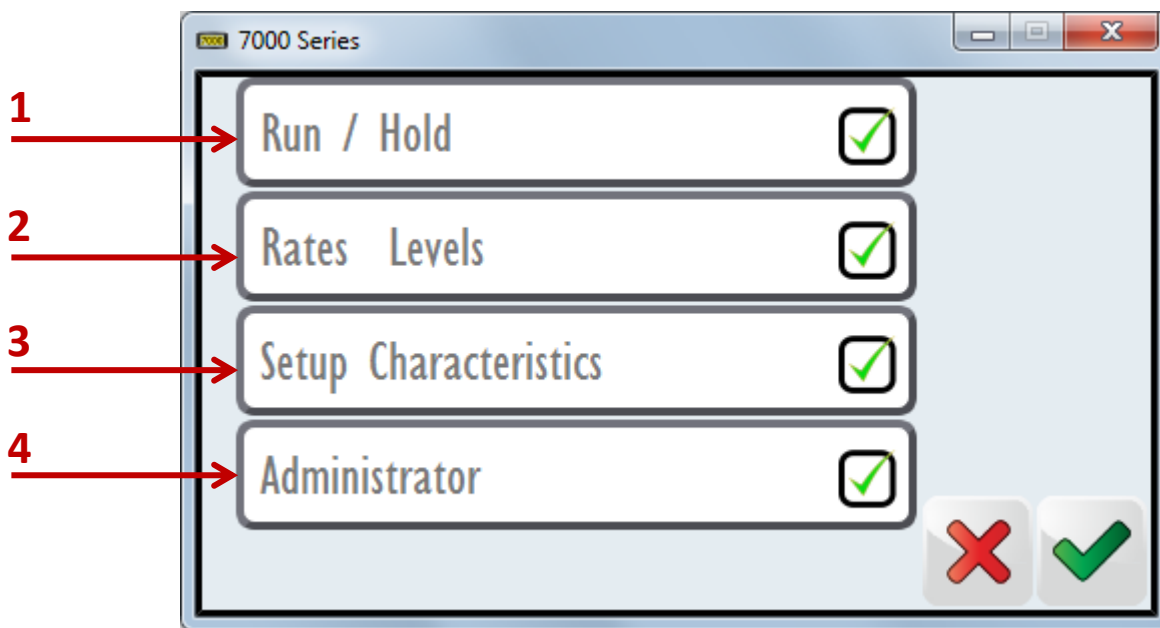 7000 Series
1
Run / Hold
2
Rates Levels
3
Setup Characteristics
4
Administrator